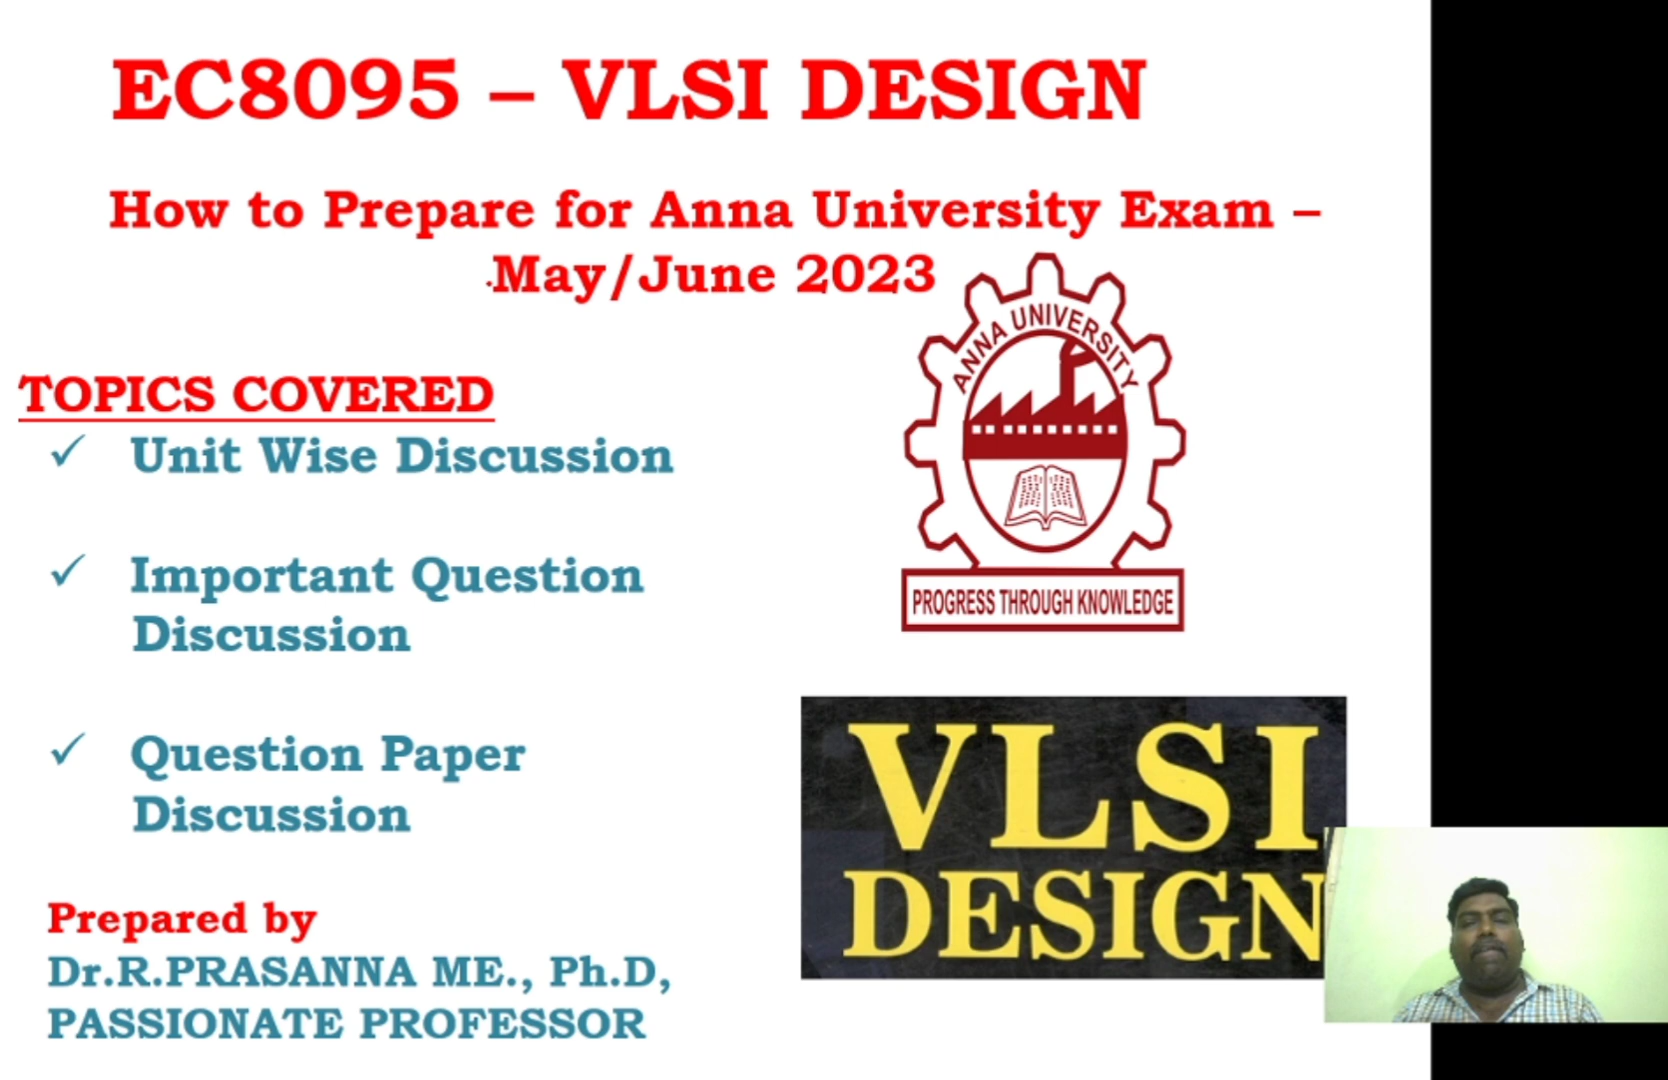 EC8095 – VLSI DESIGN
How to Prepare for Anna University Exam –
May/June 2023
TOPICS COVERED
✓ Unit Wise Discussion
✓ Important Question
Discussion
✓ Question Paper
Discussion
Prepared by
Dr.R.PRASANNA ME., Ph.D,
PASSIONATE PROFESSOR
ANNA UNIVERSITY
PROGRESS THROUGH KNOWLEDGE
VLSI
DESIGN